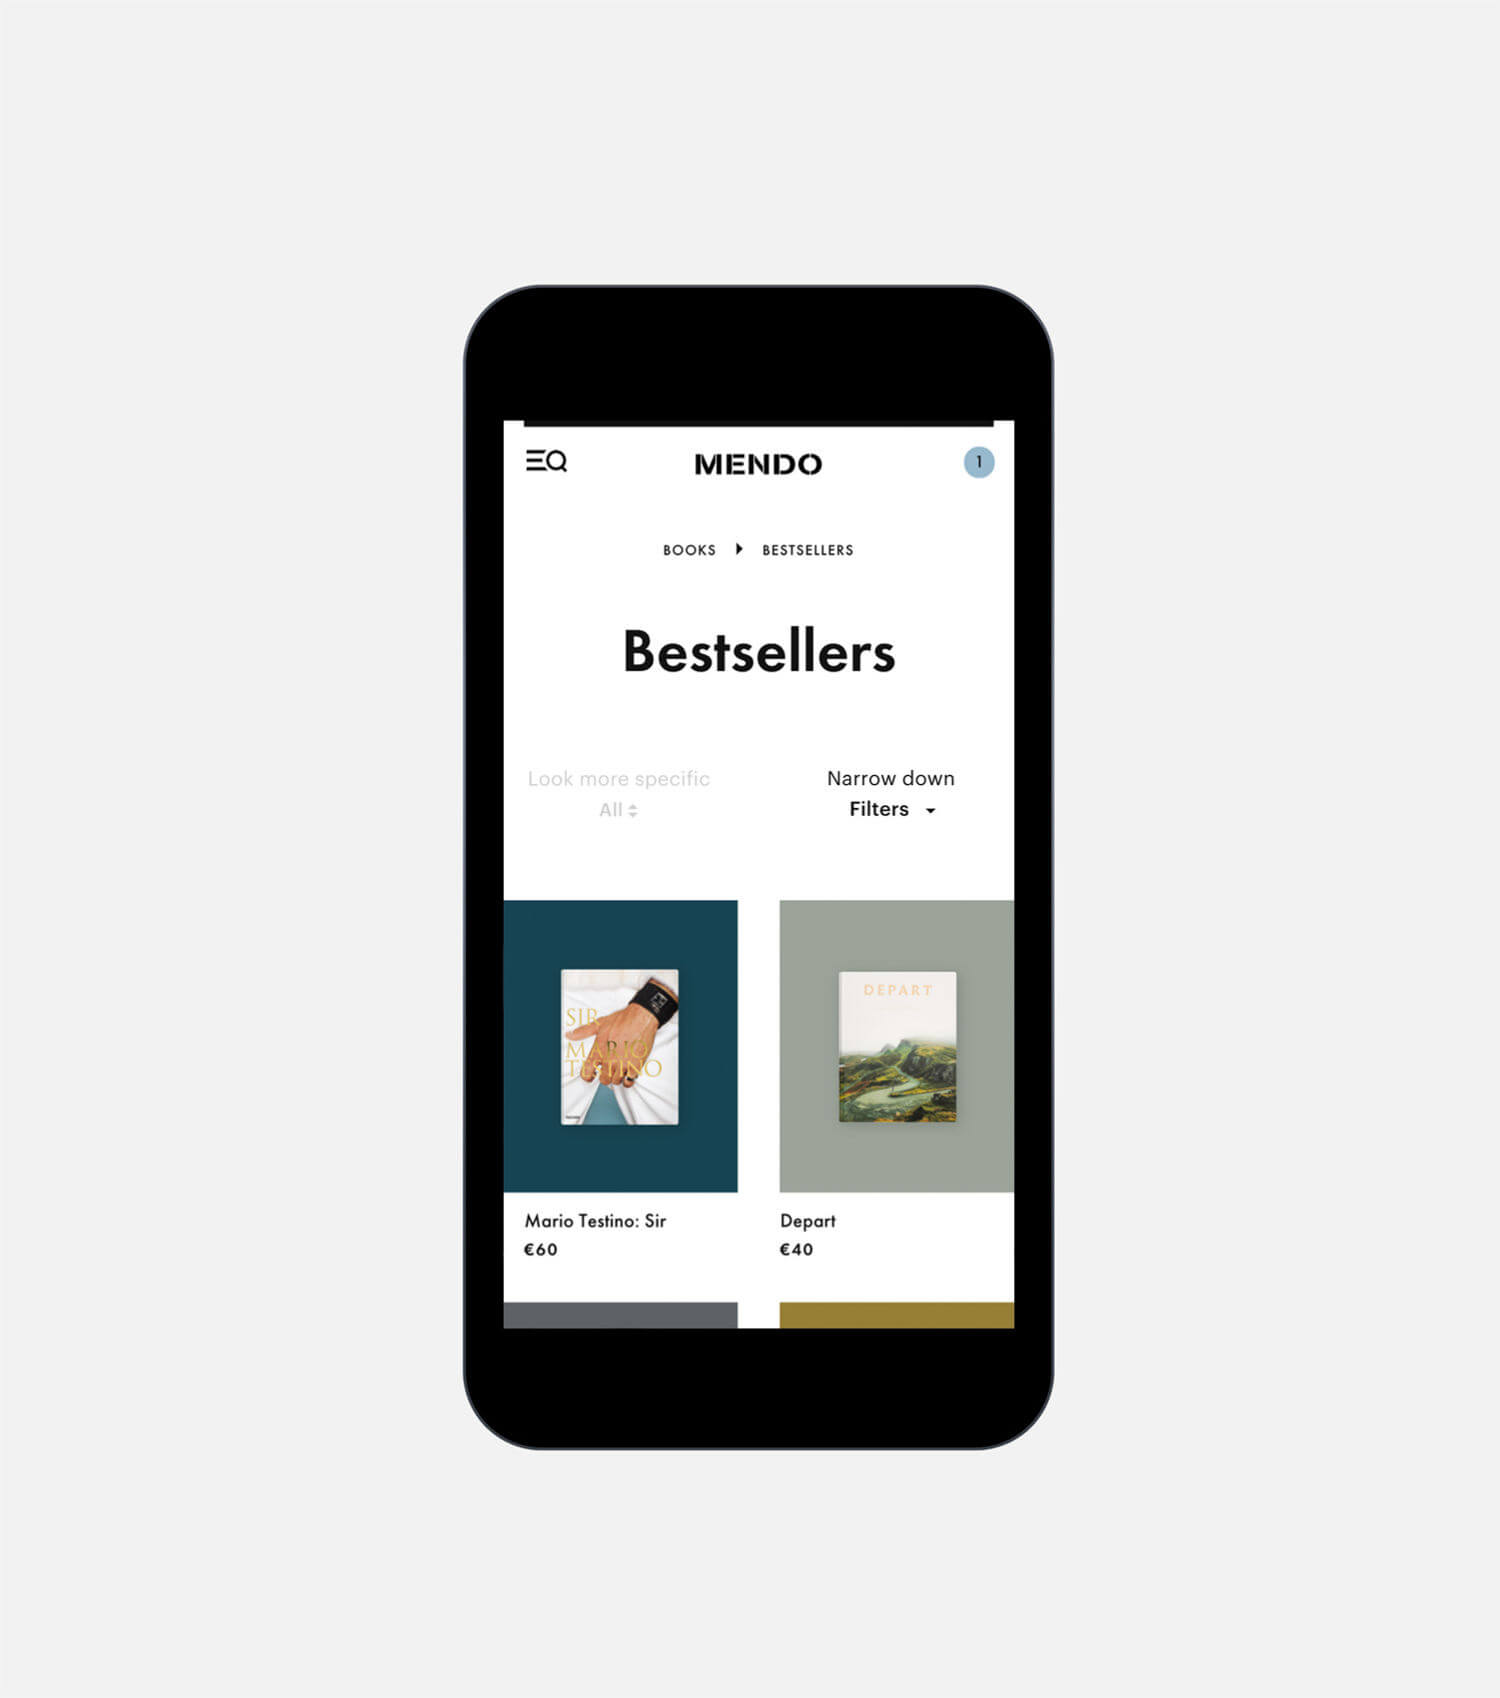 MENDO
1
BOOKS BESTSELLERS
Bestsellers
Look more specific
All
Narrow down
Filters
SIR
MARIO
TESTINO
DEPART
Mario Testino: Sir
€60
Depart
€40